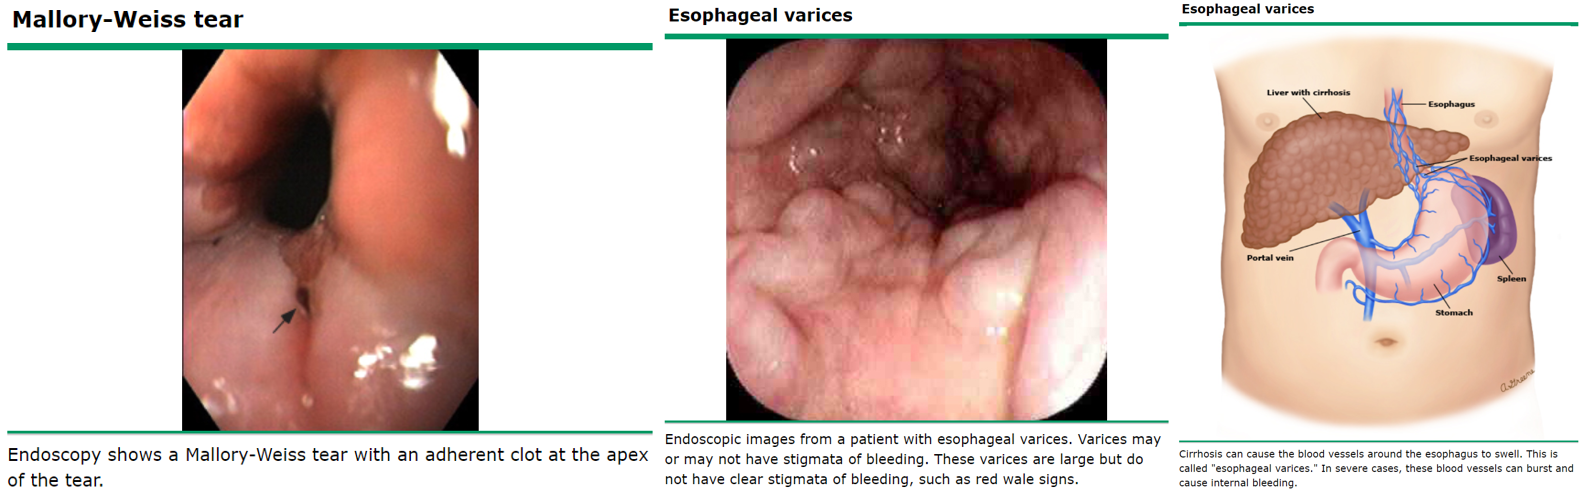 Mallory-Weiss tear
Endoscopy shows a Mallory-Weiss tear with an adherent clot at the apex
of the tear.
Esophageal varices
Endoscopic images from a patient with esophageal varices. Varices may
or may not have stigmata of bleeding. These varices are large but do
not have clear stigmata of bleeding, such as red wale signs.
Esophageal varices
Liver with cirrhosis
Esophagus
Esophageal varices
Portal vein
Spleen
Stomach
Cirrhosis can cause the blood vessels around the esophagus to swell. This is
called "esophageal varices." In severe cases, these blood vessels can burst and
cause internal bleeding.